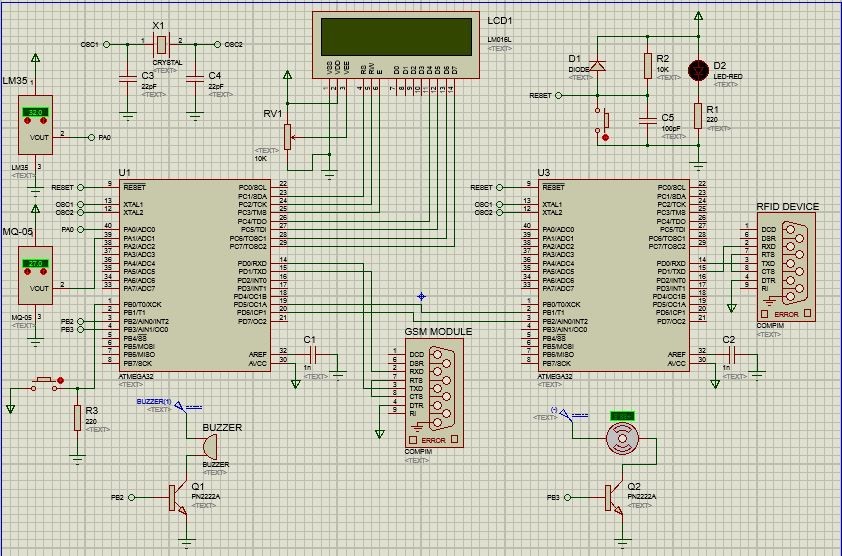 X1
OSC1 1 2 OSC2
CRYSTAL
<TEXT>
C3
22pF
<TEXT>
C4
22pF
<TEXT>
LM35
1
32.0
VOUT 2 PA0
3
LM35
<TEXT>
LCD1
LM016L
<TEXT>
VSS VDD VEE RS RW E D0 D1 D2 D3 D4 D5 D6 D7
1 2 3 4 5 6 7 8 9 10 11 12 13 14
RV1
<TEXT>
10K
D1
DIODE
<TEXT>
R2
10K
<TEXT>
D2
LED-RED
<TEXT>
RESET
C5
100pF
<TEXT>
R1
220
<TEXT>
MQ-05
27.0
VOUT 2
3
MQ-05
<TEXT>
U1
RESET 9 RESET PC0/SCL 22
PC1/SDA 23
OSC1 13 XTAL1 PC2/TCK 24
OSC2 12 XTAL2 PC3/TMS 25
PC4/TDO 26
PA0 40 PA0/ADC0 PC5/TDI 27
39 PA1/ADC1 PC6/TOSC1 28
38 PA2/ADC2 PC7/TOSC2 29
37 PA3/ADC3
36 PA4/ADC4 PD0/RXD 14
35 PA5/ADC5 PD1/TXD 15
34 PA6/ADC6 PD2/INT0 16
33 PA7/ADC7 PD3/INT1 17
PD4/OC1B 18
1 PB0/T0/XCK PD5/OC1A 19
2 PB1/T1 PD6/ICP1 20
PB2 3 PB2/AIN0/INT2 PD7/OC2 21
PB3 4 PB3/AIN1/OC0
5 PB4/SS
6 PB5/MOSI
7 PB6/MISO AREF 32
8 PB7/SCK AVCC 30
ATMEGA32
<TEXT>
C1
1n
<TEXT>
U3
RESET 9 RESET PC0/SCL 22
PC1/SDA 23
OSC1 13 XTAL1 PC2/TCK 24
OSC2 12 XTAL2 PC3/TMS 25
PC4/TDO 26
40 PA0/ADC0 PC5/TDI 27
39 PA1/ADC1 PC6/TOSC1 28
38 PA2/ADC2 PC7/TOSC2 29
37 PA3/ADC3
36 PA4/ADC4 PD0/RXD 14
35 PA5/ADC5 PD1/TXD 15
34 PA6/ADC6 PD2/INT0 16
33 PA7/ADC7 PD3/INT1 17
PD4/OC1B 18
1 PB0/T0/XCK PD5/OC1A 19
2 PB1/T1 PD6/ICP1 20
3 PB2/AIN0/INT2 PD7/OC2 21
4 PB3/AIN1/OC0
5 PB4/SS
6 PB5/MOSI
7 PB6/MISO AREF 32
8 PB7/SCK AVCC 30
ATMEGA32
<TEXT>
C2
1n
<TEXT>
RFID DEVICE
1 DCD
6 DSR
2 RXD
7 RTS
3 TXD
8 CTS
4 DTR
9 RI
ERROR
COMPIM
<TEXT>
GSM MODULE
1 DCD
6 DSR
2 RXD
7 RTS
3 TXD
8 CTS
4 DTR
9 RI
ERROR
COMPIM
<TEXT>
R3
220
<TEXT>
BUZZER(1)
<TEXT>
BUZZER
BUZZER
<TEXT>
PB2
Q1
PN2222A
<TEXT>
(-)
<TEXT>
PB3
Q2
PN2222A
<TEXT>